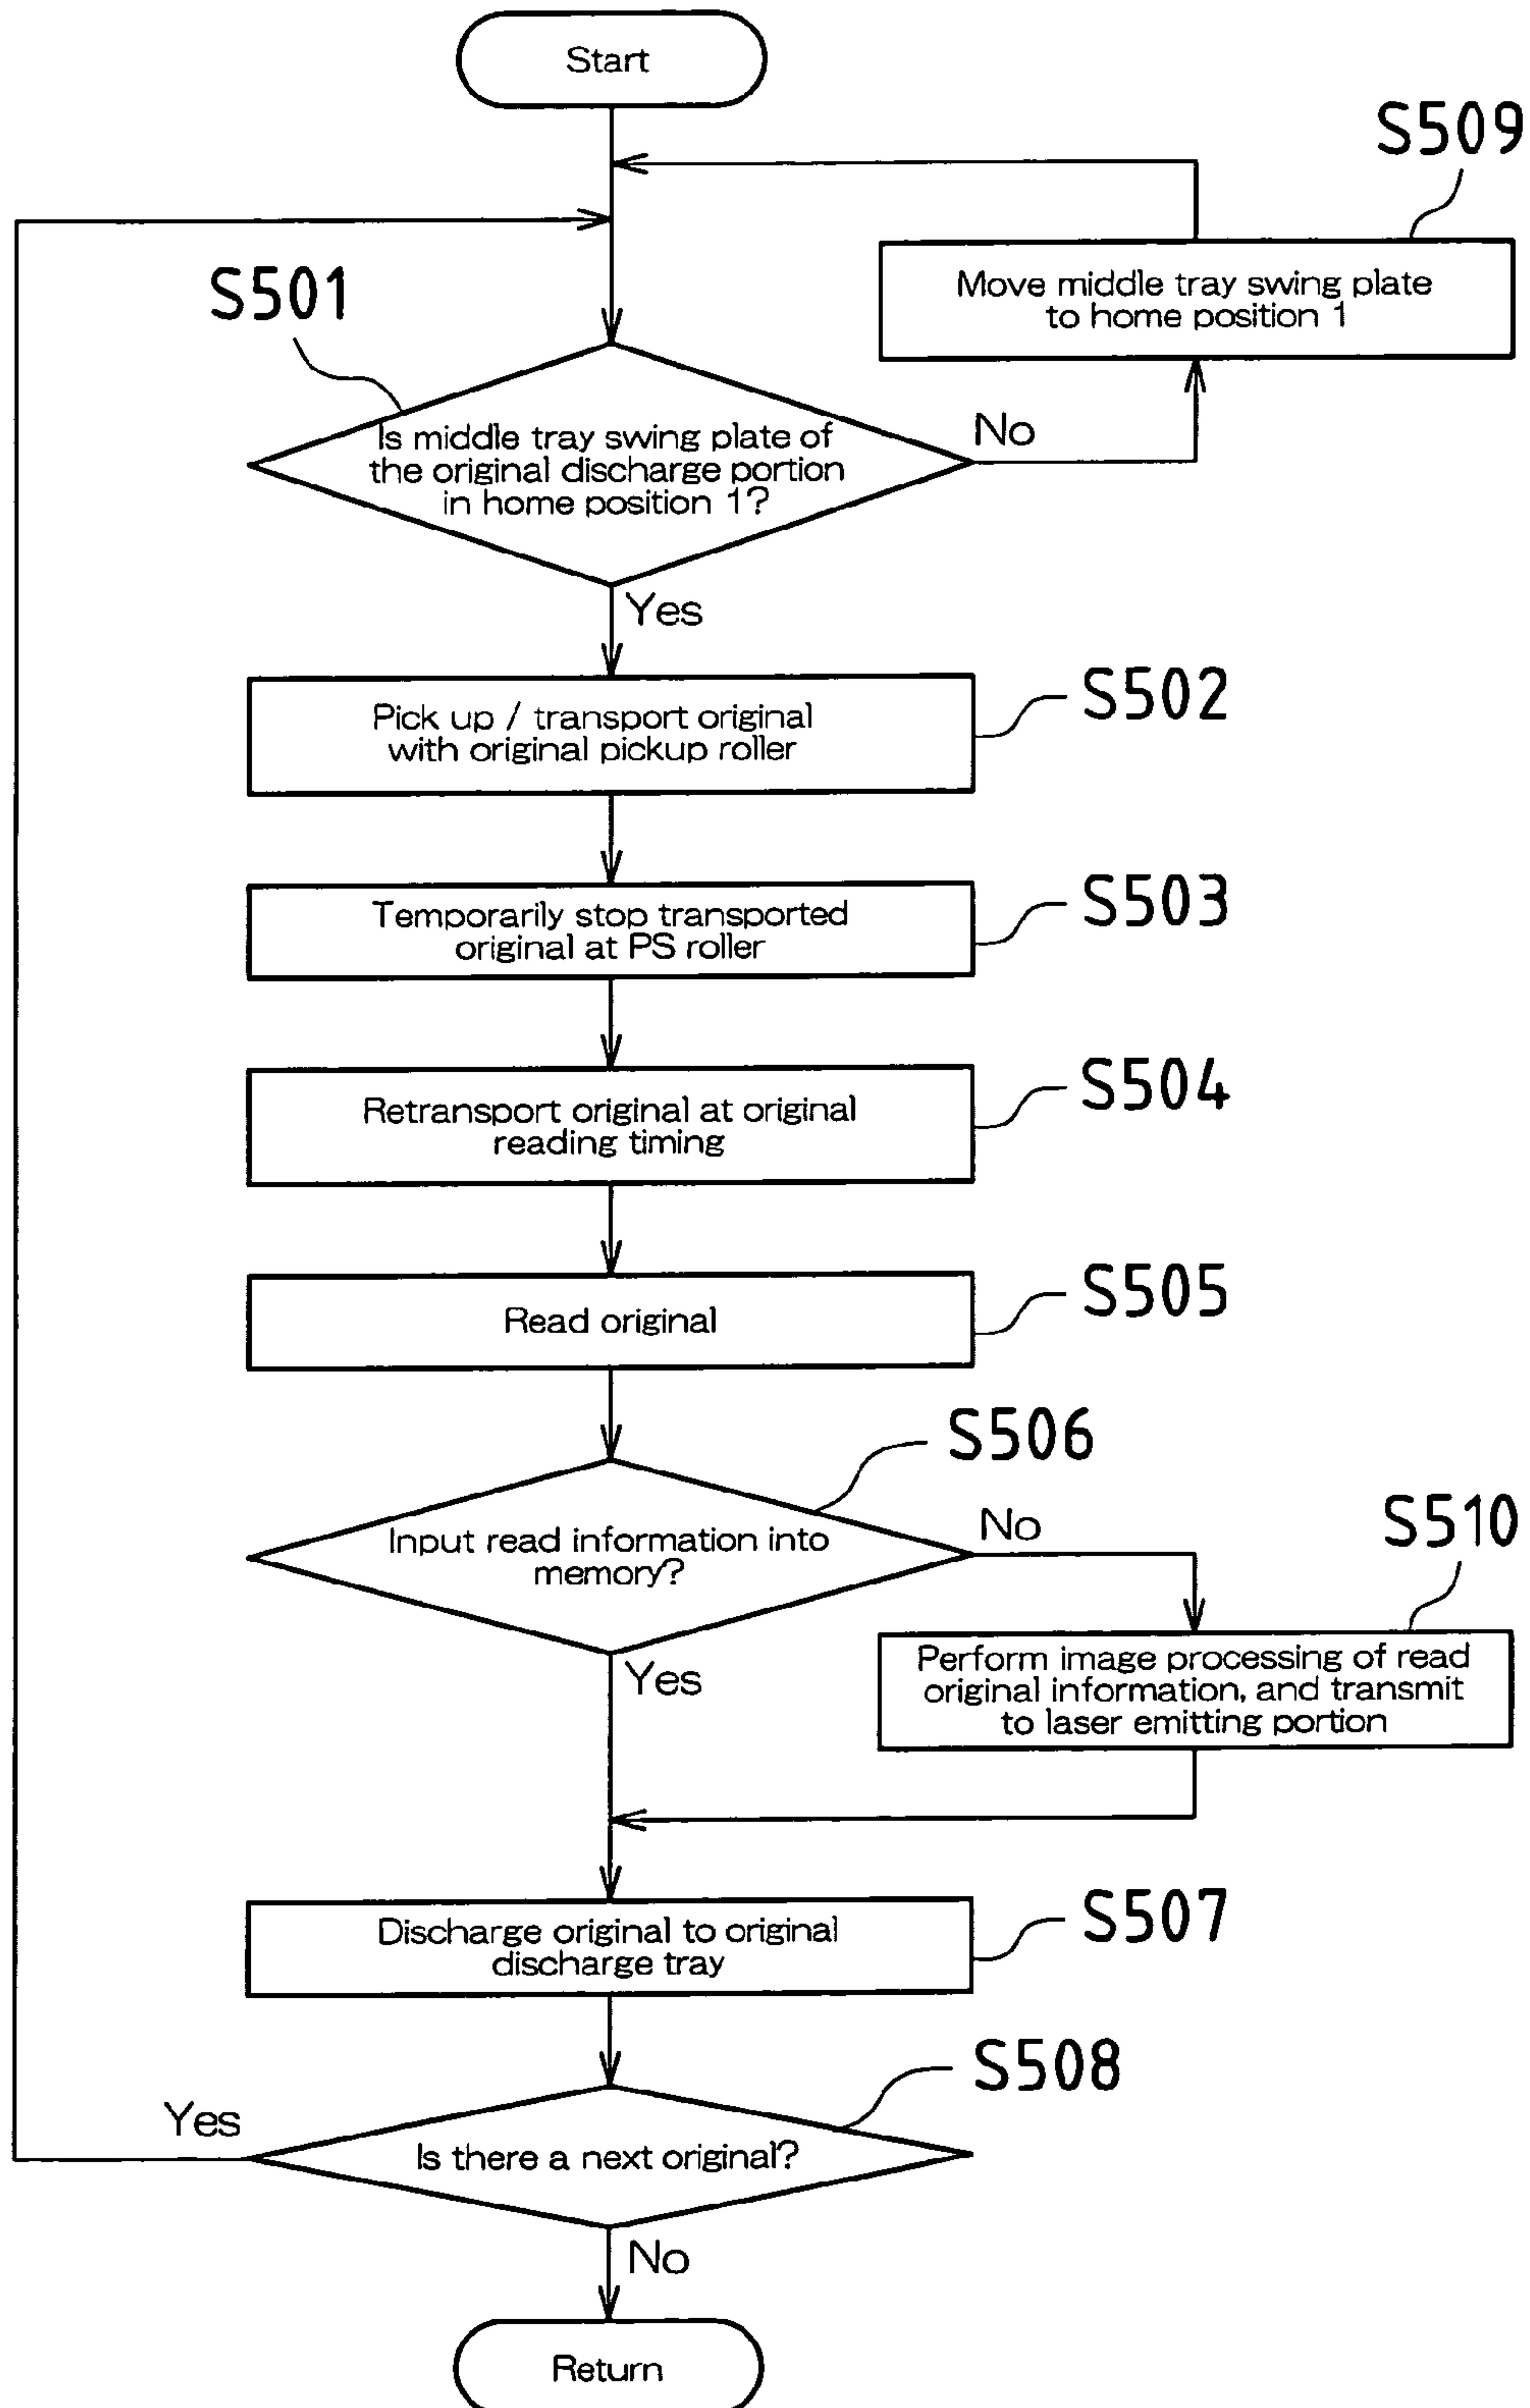 Start
S509
Move middle tray swing plate
to home position 1
S501
Is middle tray swing plate of
the original discharge portion
in home position 1?
No
Yes
Pick up / transport original
with original pickup roller
S502
Temporarily stop transported
original at PS roller
S503
Retransport original at original
reading timing
S504
Read original
S505
S506
Input read information into
memory?
No
S510
Perform image processing of read
original information, and transmit
to laser emitting portion
Yes
Discharge original to original
discharge tray
S507
S508
Yes
Is there a next original?
No
Return